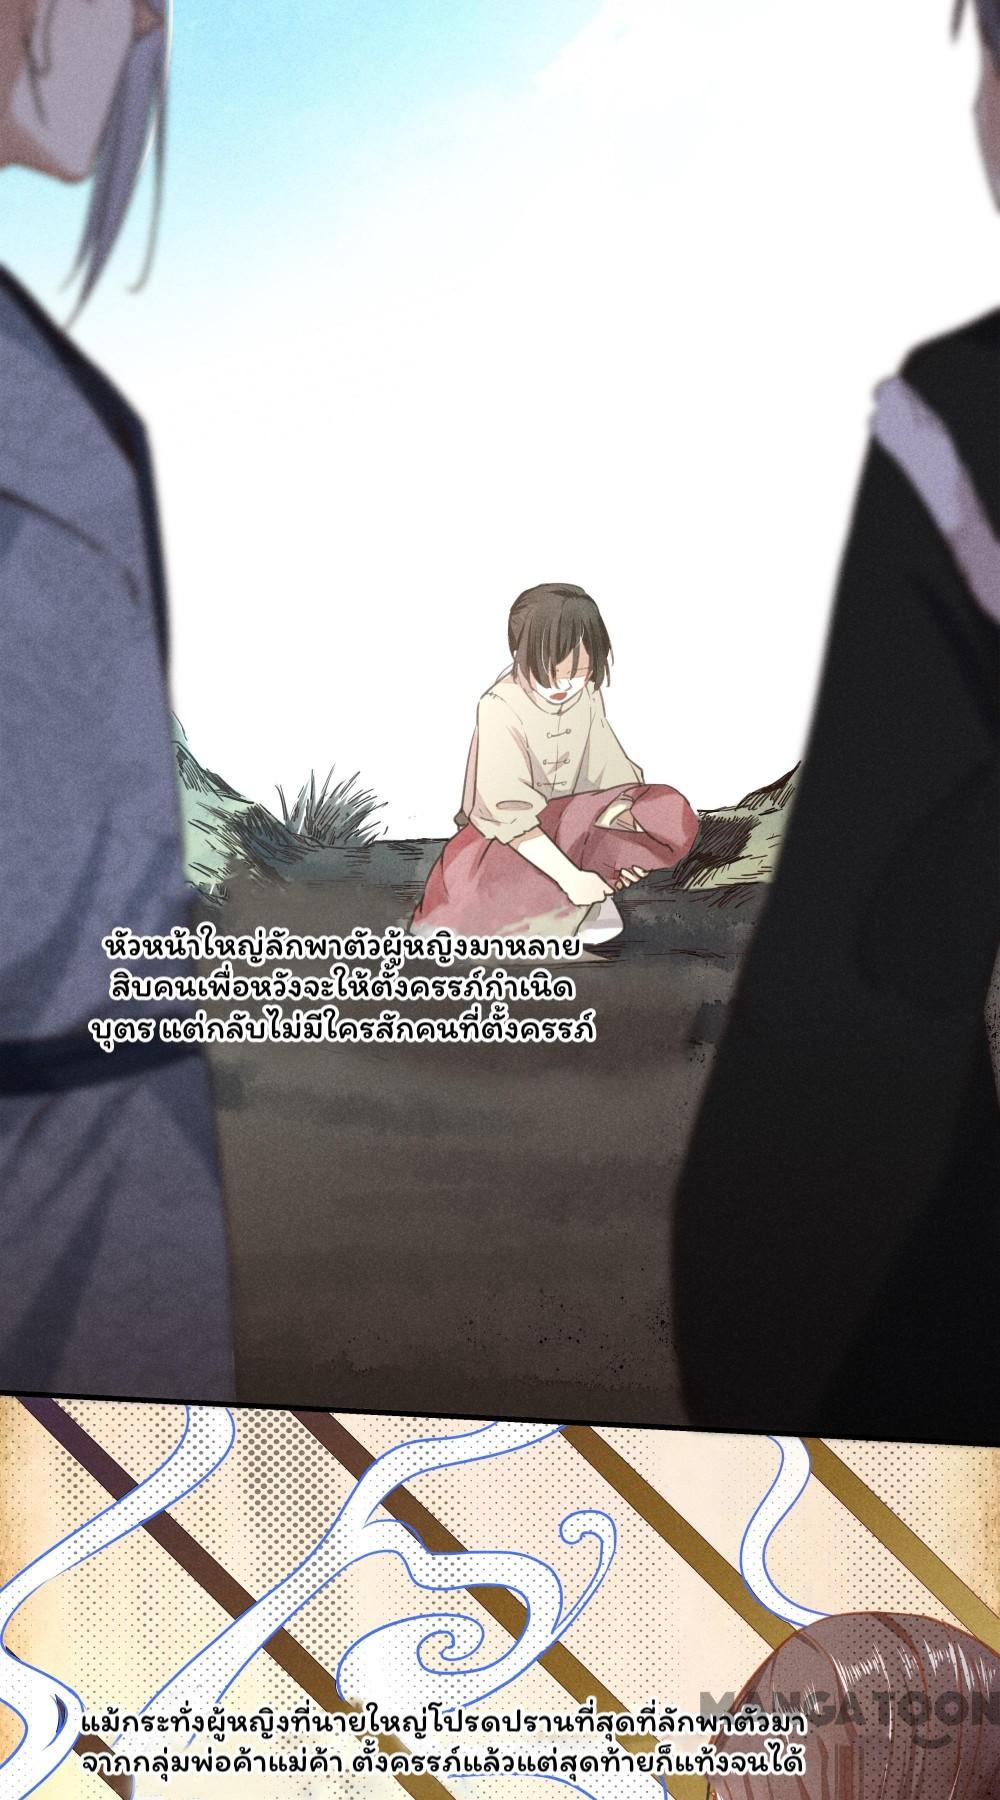 หัวหน้าใหญ่ลักพาตัวผู้หญิงมาหลาย
สิบคนเพื่อหวังจะให้ตั้งครรภ์กำเนิด
บุตร แต่กลับไม่มีใครสักคนที่ตั้งครรภ์
MANGATOON
แม้กระทั่งผู้หญิงที่นายใหญ่โปรดปรานที่สุดที่ลักพาตัวมา
จากกลุ่มพ่อค้าแม่ค้า ตั้งครรภ์แล้วแต่สุดท้ายก็แท้งจนได้